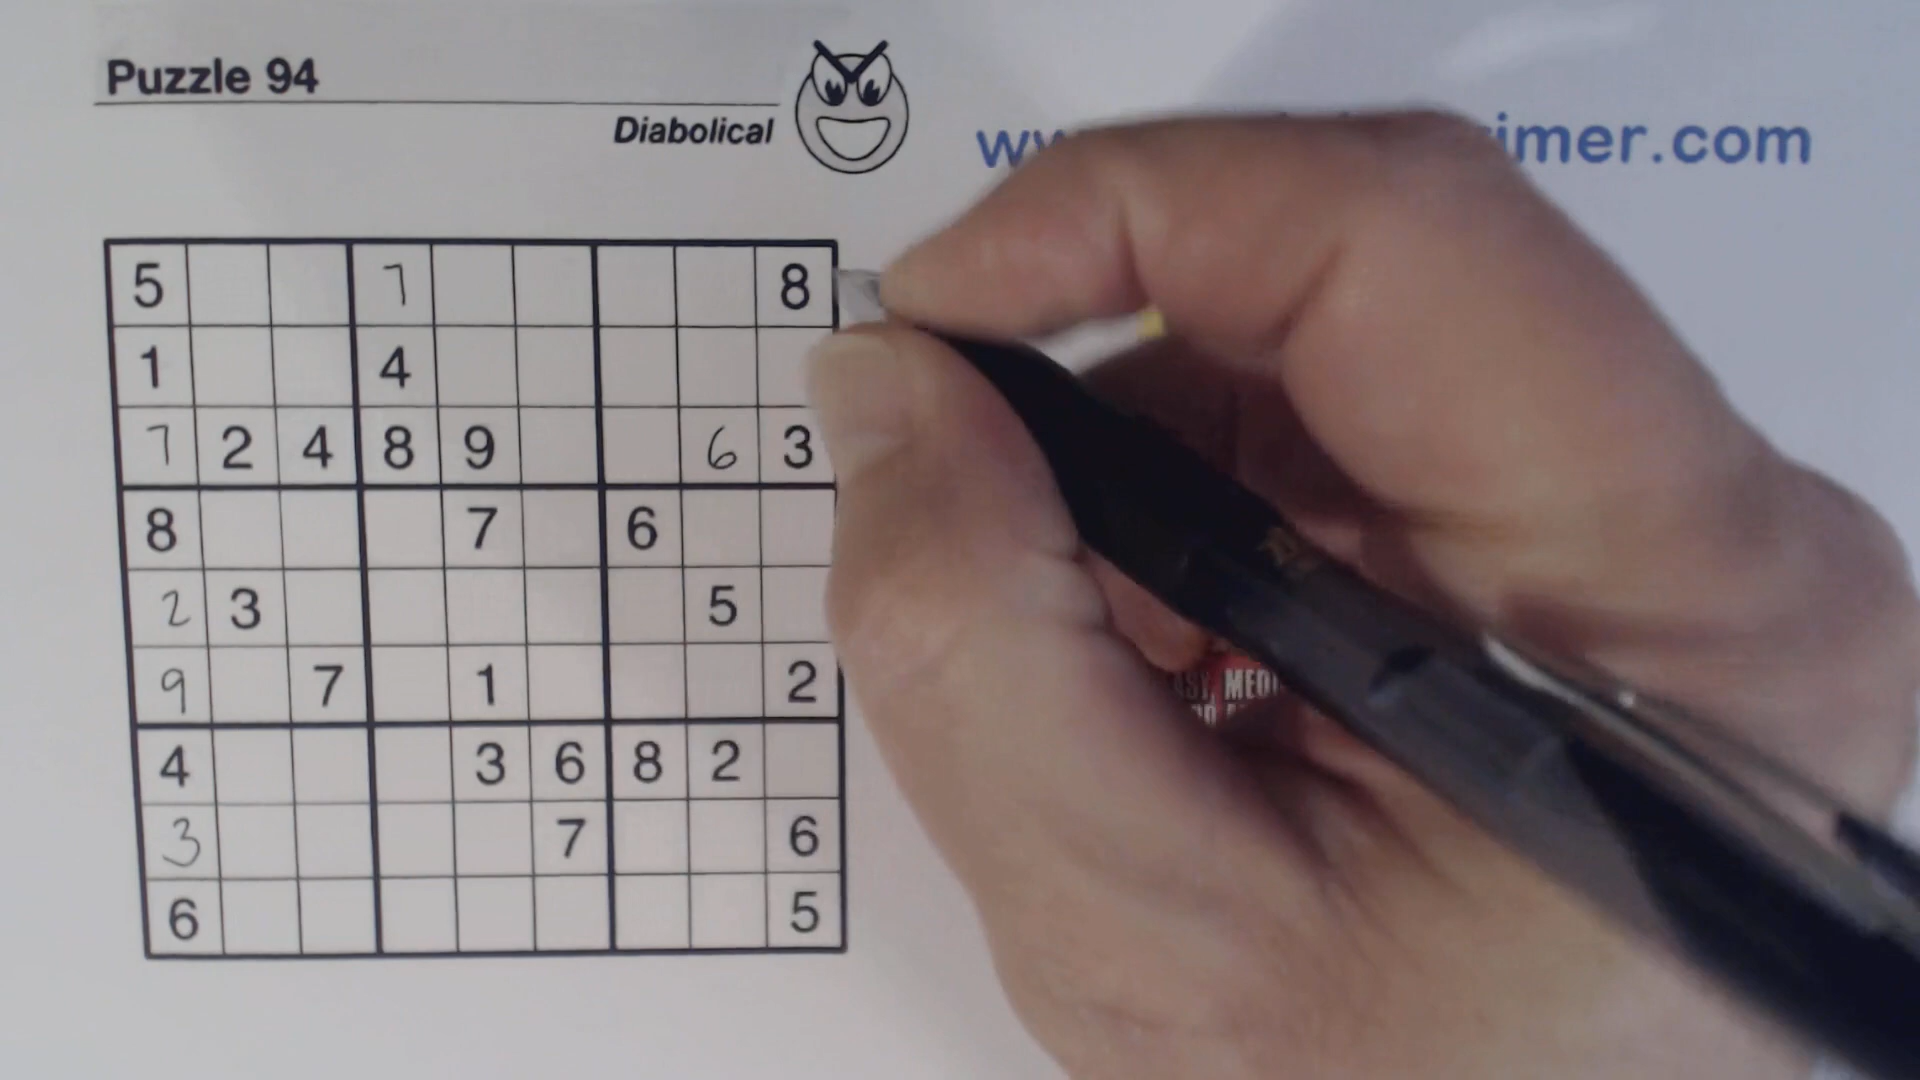 Puzzle 94
Diabolical
imer.com
5 7 8
1 4
7 2 4 8 9 6 3
8 7 6
2 3 5
9 7 1 2
4 3 6 8 2
3 7 6
6 5